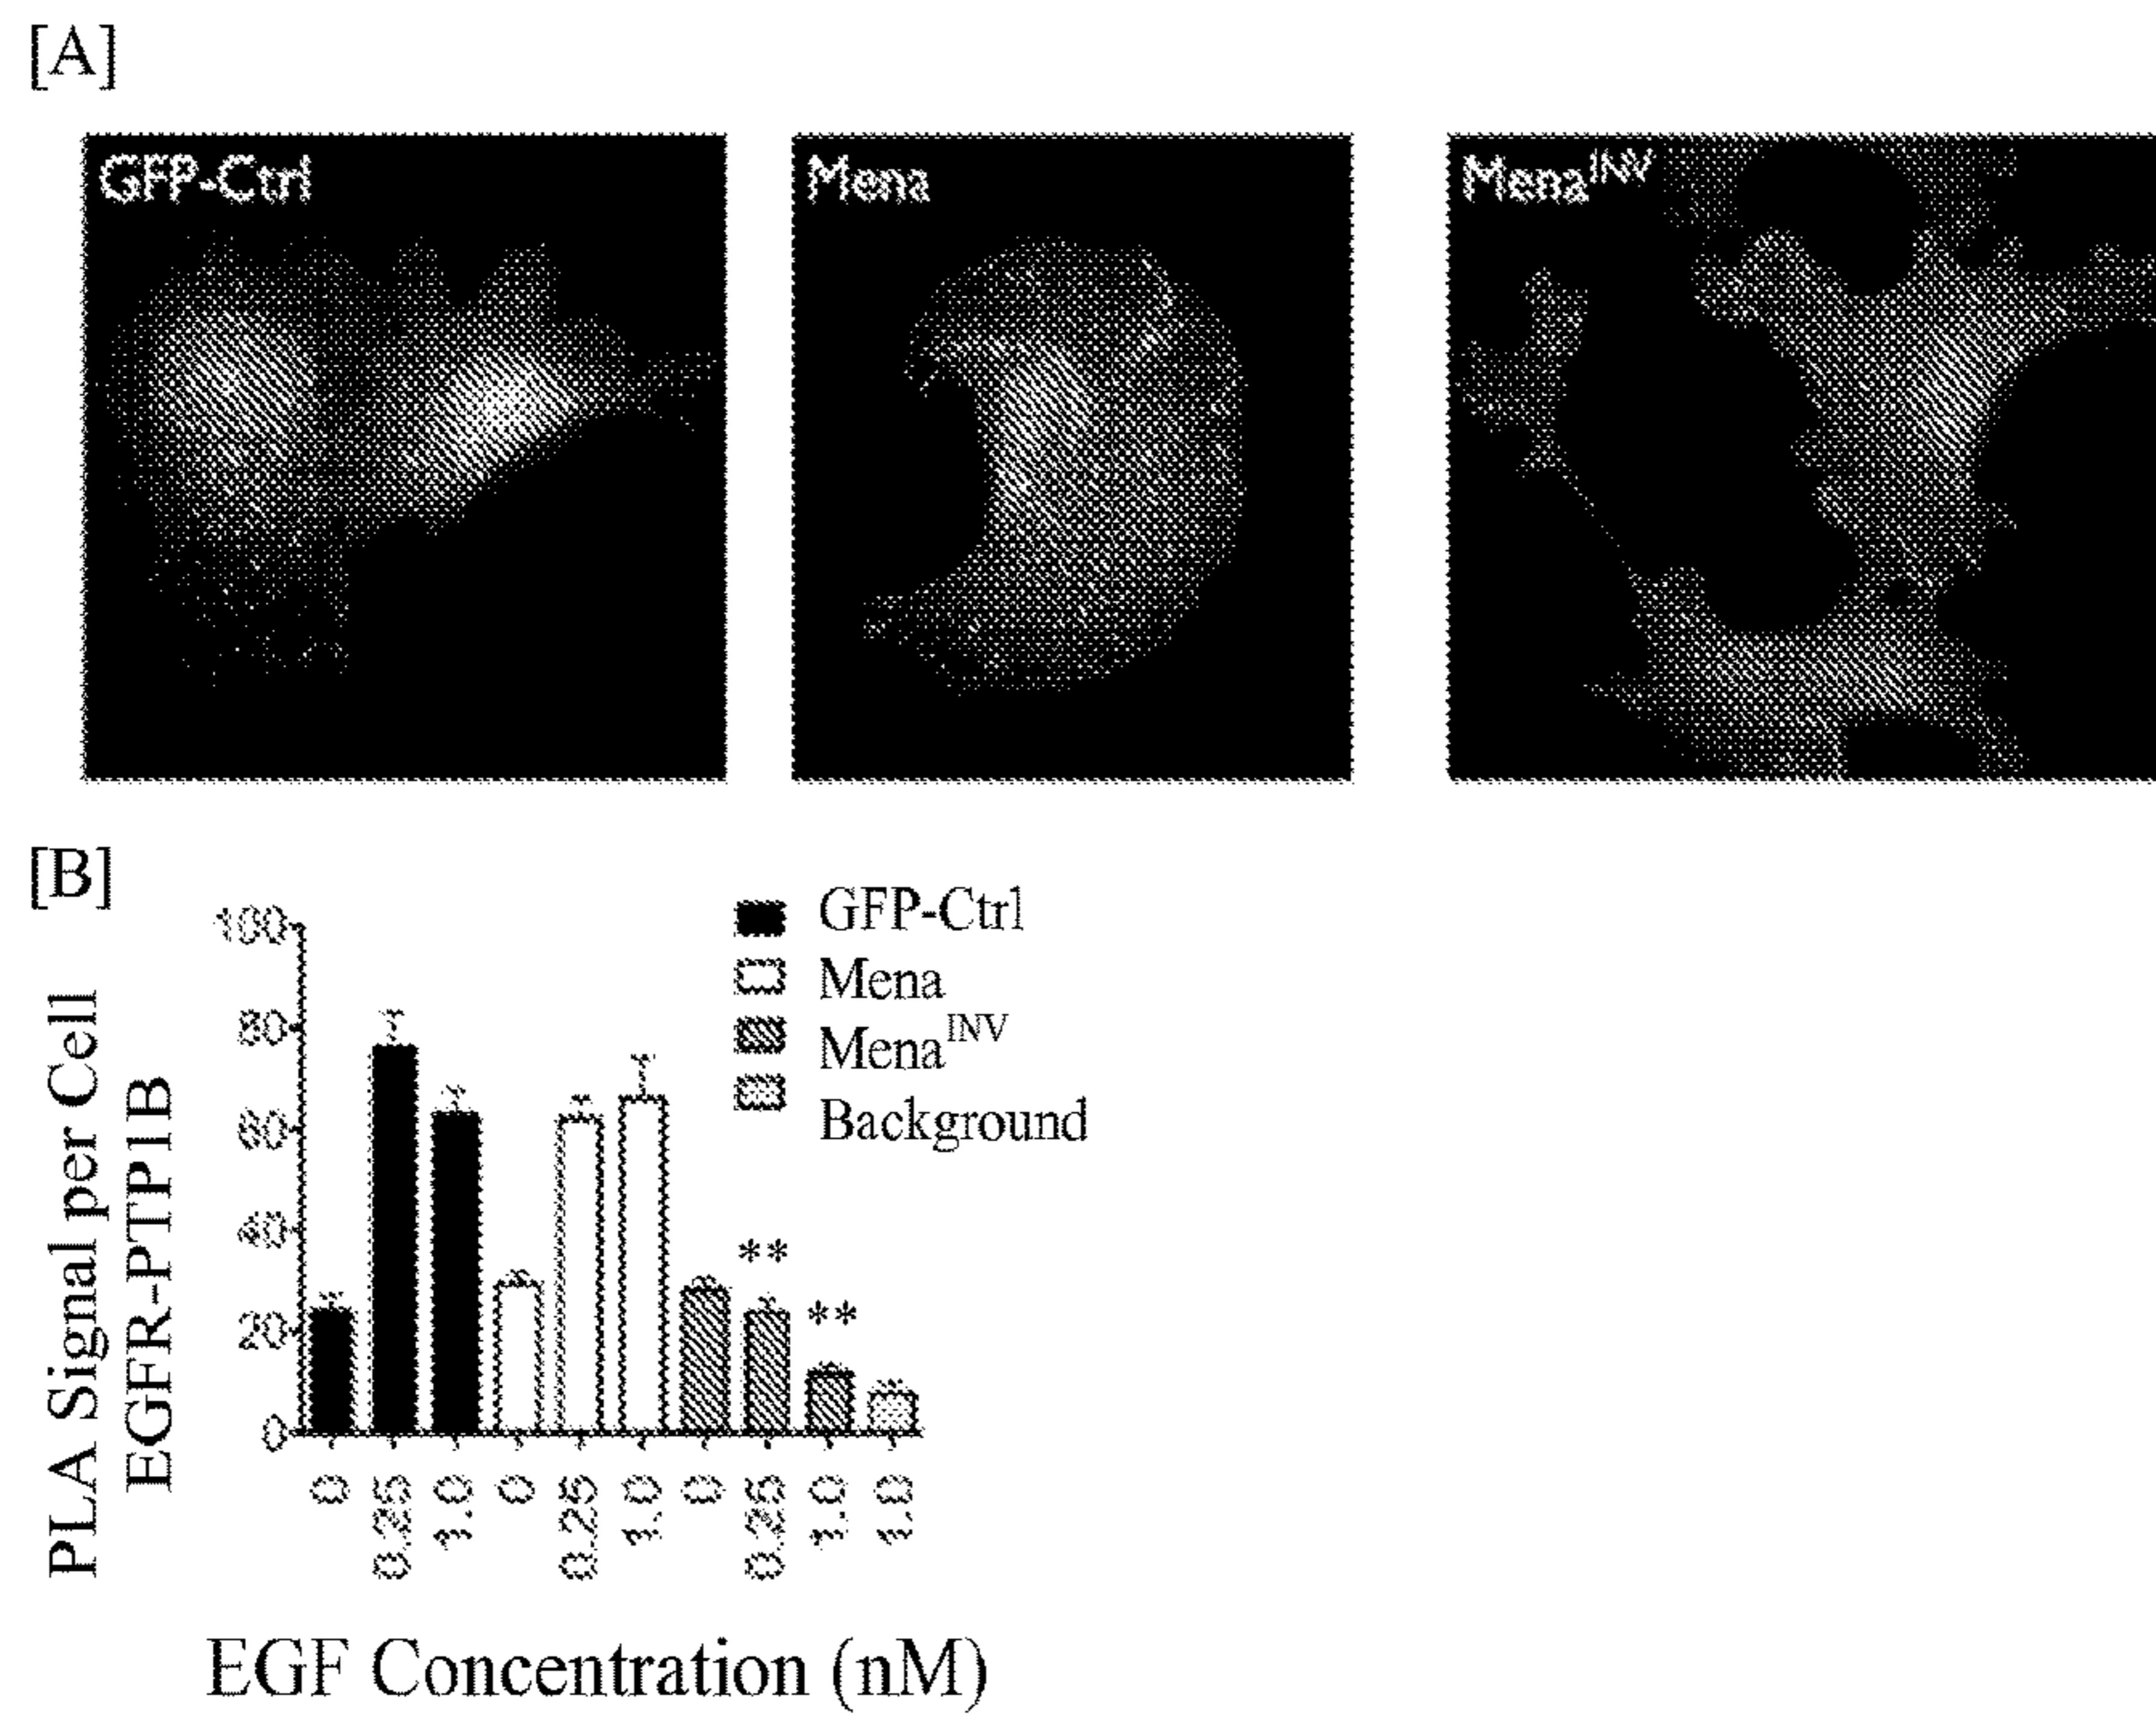 [A]
GFP-Ctrl
Mena
Mena^INV
[B]
PLA Signal per Cell
EGFR-PTP1B
100
80
60
40
20
0
GFP-Ctrl
Mena
Mena^INV
Background
**
**
0 0.25 1.0 0 0.25 1.0 0 0.25 1.0 1.0
EGF Concentration (nM)